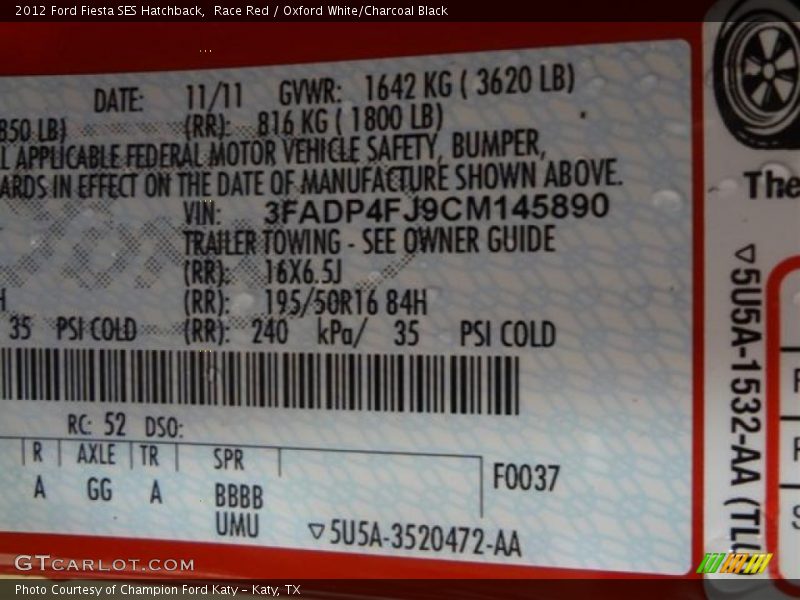 2012 Ford Fiesta SES Hatchback, Race Red / Oxford White/Charcoal Black
DATE: 11/11 GVWR: 1642 KG ( 3620 LB)
850 LB) (RR): 816 KG ( 1800 LB)
L APPLICABLE FEDERAL MOTOR VEHICLE SAFETY, BUMPER,
ARDS IN EFFECT ON THE DATE OF MANUFACTURE SHOWN ABOVE.
VIN: 3FADP4FJ9CM145890
TRAILER TOWING - SEE OWNER GUIDE
(RR): 16X6.5J
H (RR): 195/50R16 84H
35 PSI COLD (RR): 240 kPa/ 35 PSI COLD
RC: 52 DSO:
R AXLE TR SPR
A GG A BBBB
UMU
F0037
▽5U5A-3520472-AA
The
▽5U5A-1532-AA (TLC
GTCARLOT.COM
Photo Courtesy of Champion Ford Katy - Katy, TX